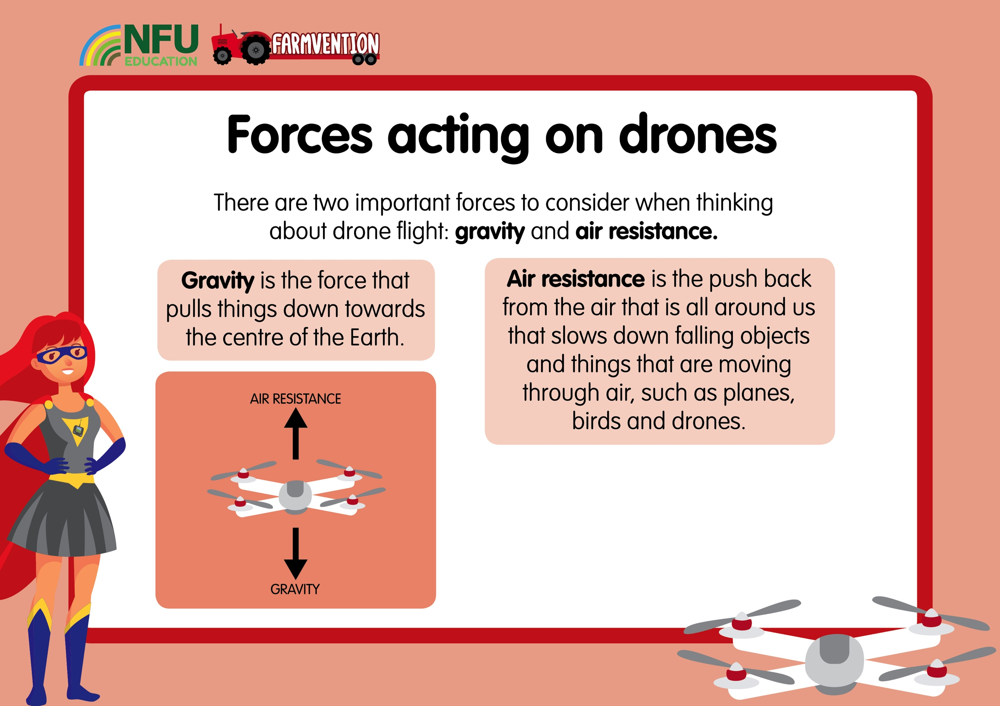 NFU
EDUCATION
FARMVENTION
Forces acting on drones
There are two important forces to consider when thinking
about drone flight: gravity and air resistance.
Gravity is the force that
pulls things down towards
the centre of the Earth.
AIR RESISTANCE
GRAVITY
Air resistance is the push back
from the air that is all around us
that slows down falling objects
and things that are moving
through air, such as planes,
birds and drones.